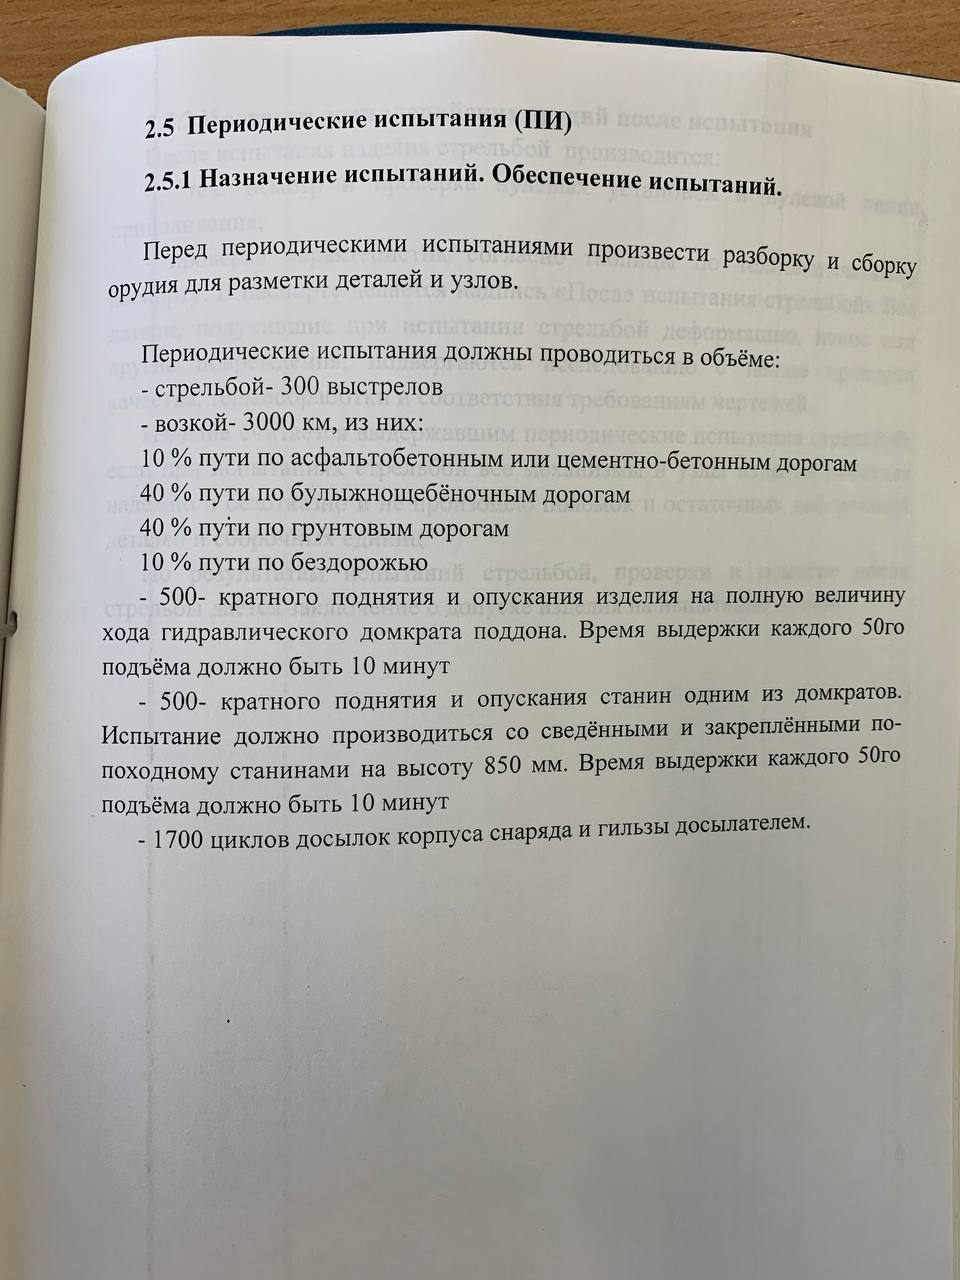 2.5 Периодические испытания (ПИ)
2.5.1 Назначение испытаний. Обеспечение испытаний.
Перед периодическими испытаниями произвести разборку и сборку
орудия для разметки деталей и узлов.
Периодические испытания должны проводиться в объёме:
- стрельбой- 300 выстрелов
- возкой- 3000 км, из них:
10 % пути по асфальтобетонным или цементно-бетонным дорогам
40 % пути по булыжнощебёночным дорогам
40 % пути по грунтовым дорогам
10 % пути по бездорожью
- 500- кратного поднятия и опускания изделия на полную величину
хода гидравлического домкрата поддона. Время выдержки каждого 50го
подъёма должно быть 10 минут
- 500- кратного поднятия и опускания станин одним из домкратов.
Испытание должно производиться со сведёнными и закреплёнными по-
походному станинами на высоту 850 мм. Время выдержки каждого 50го
подъёма должно быть 10 минут
- 1700 циклов досылок корпуса снаряда и гильзы досылателем.